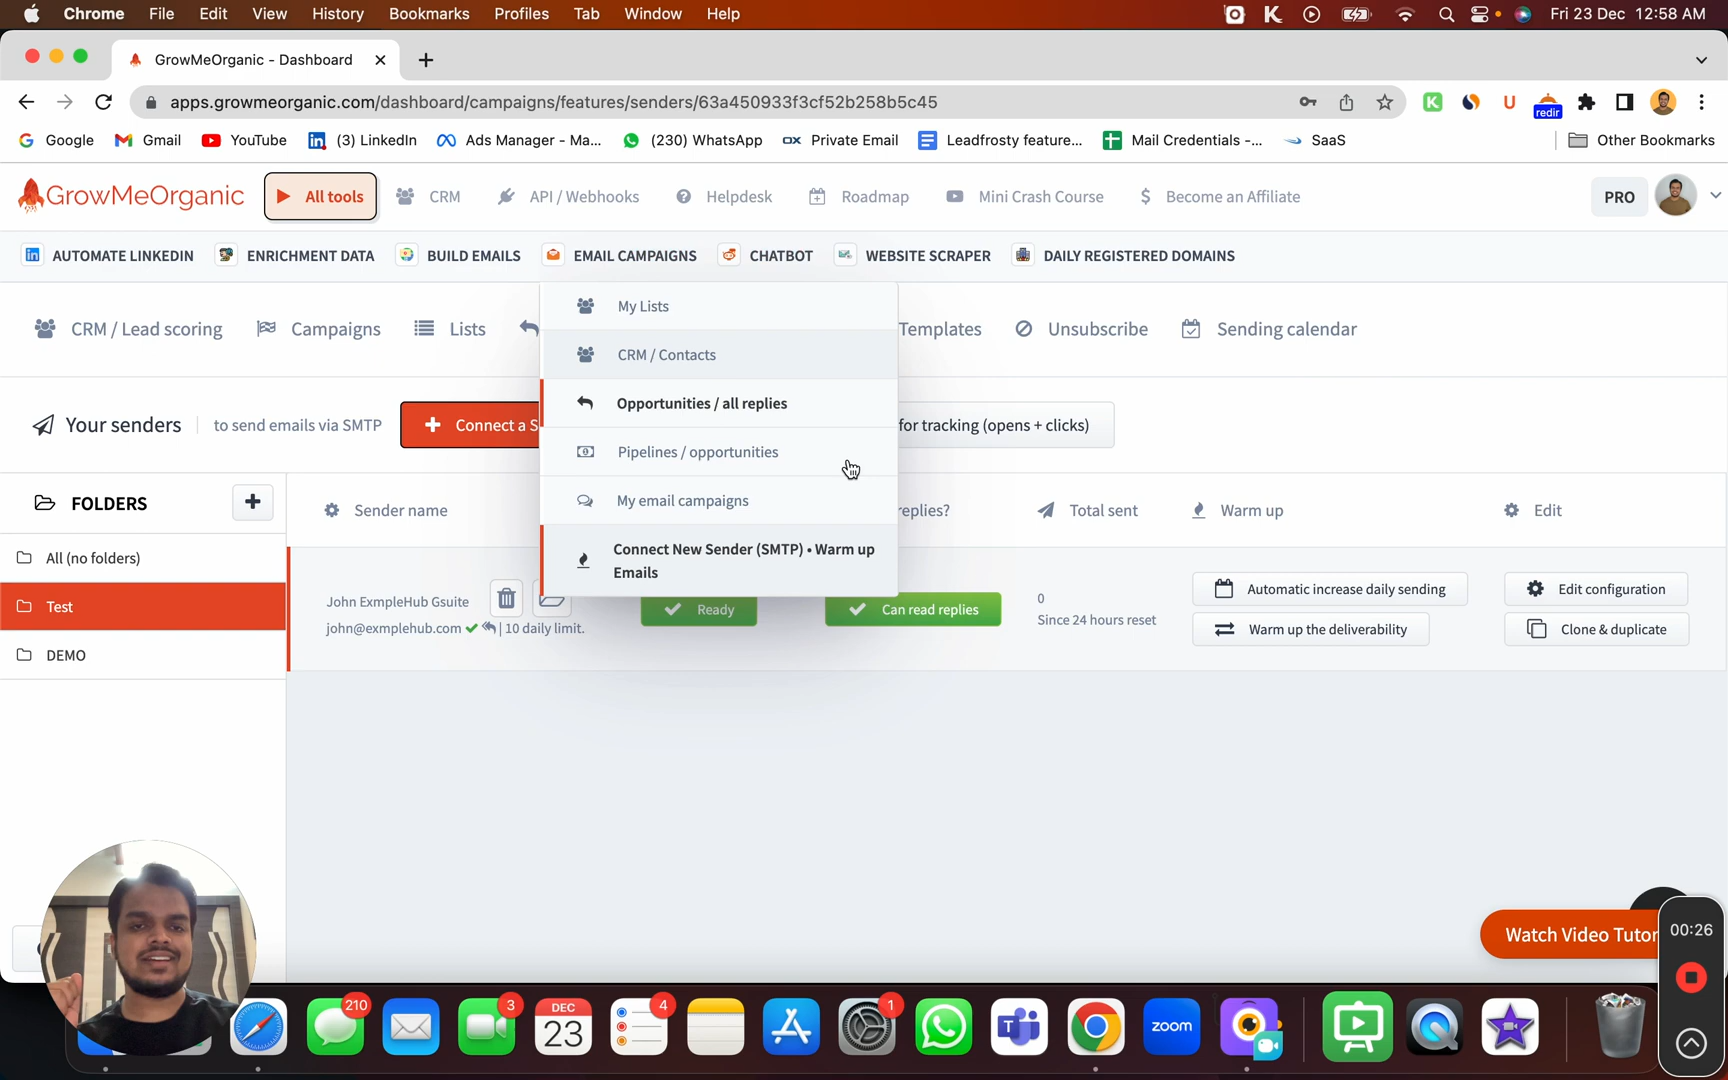 Chrome File Edit View History Bookmarks Profiles Tab Window Help Fri 23 Dec 12:58 AM
GrowMeOrganic - Dashboard
apps.growmeorganic.com/dashboard/campaigns/features/senders/63a450933f3cf52b258b5c45
redir
Google Gmail YouTube (3) LinkedIn Ads Manager - Ma... (230) WhatsApp Private Email Leadfrosty feature... Mail Credentials -... SaaS Other Bookmarks
GrowMeOrganic All tools CRM API / Webhooks Helpdesk Roadmap Mini Crash Course $ Become an Affiliate PRO
AUTOMATE LINKEDIN ENRICHMENT DATA BUILD EMAILS EMAIL CAMPAIGNS CHATBOT WEBSITE SCRAPER DAILY REGISTERED DOMAINS
My Lists
CRM / Lead scoring Campaigns Lists Templates Unsubscribe Sending calendar
CRM / Contacts
Opportunities / all replies
Your senders to send emails via SMTP + Connect a S for tracking (opens + clicks)
Pipelines / opportunities
My email campaigns
FOLDERS + Sender name eplies? Total sent Warm up Edit
Connect New Sender (SMTP) • Warm up
Emails
All (no folders)
Test
DEMO
John ExmpleHub Gsuite
john@exmplehub.com | 10 daily limit.
Ready
Can read replies
0
Since 24 hours reset
Automatic increase daily sending
Warm up the deliverability
Edit configuration
Clone & duplicate
Watch Video Tutor
00:26
210 3 DEC 23 4 1 zoom